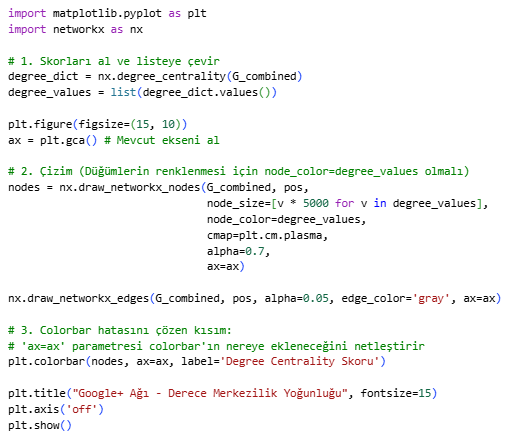 import matplotlib.pyplot as plt
import networkx as nx

# 1. Skorları al ve listeye çevir
degree_dict = nx.degree_centrality(G_combined)
degree_values = list(degree_dict.values())

plt.figure(figsize=(15, 10))
ax = plt.gca() # Mevcut ekseni al

# 2. Çizim (Düğümlerin renklenmesi için node_color=degree_values olmalı)
nodes = nx.draw_networkx_nodes(G_combined, pos,
                               node_size=[v * 5000 for v in degree_values],
                               node_color=degree_values,
                               cmap=plt.cm.plasma,
                               alpha=0.7,
                               ax=ax)

nx.draw_networkx_edges(G_combined, pos, alpha=0.05, edge_color='gray', ax=ax)

# 3. Colorbar hatasını çözen kısım:
# 'ax=ax' parametresi colorbar'ın nereye ekleneceğini netleştirir
plt.colorbar(nodes, ax=ax, label='Degree Centrality Skoru')

plt.title("Google+ Ağı - Derece Merkezilik Yoğunluğu", fontsize=15)
plt.axis('off')
plt.show()